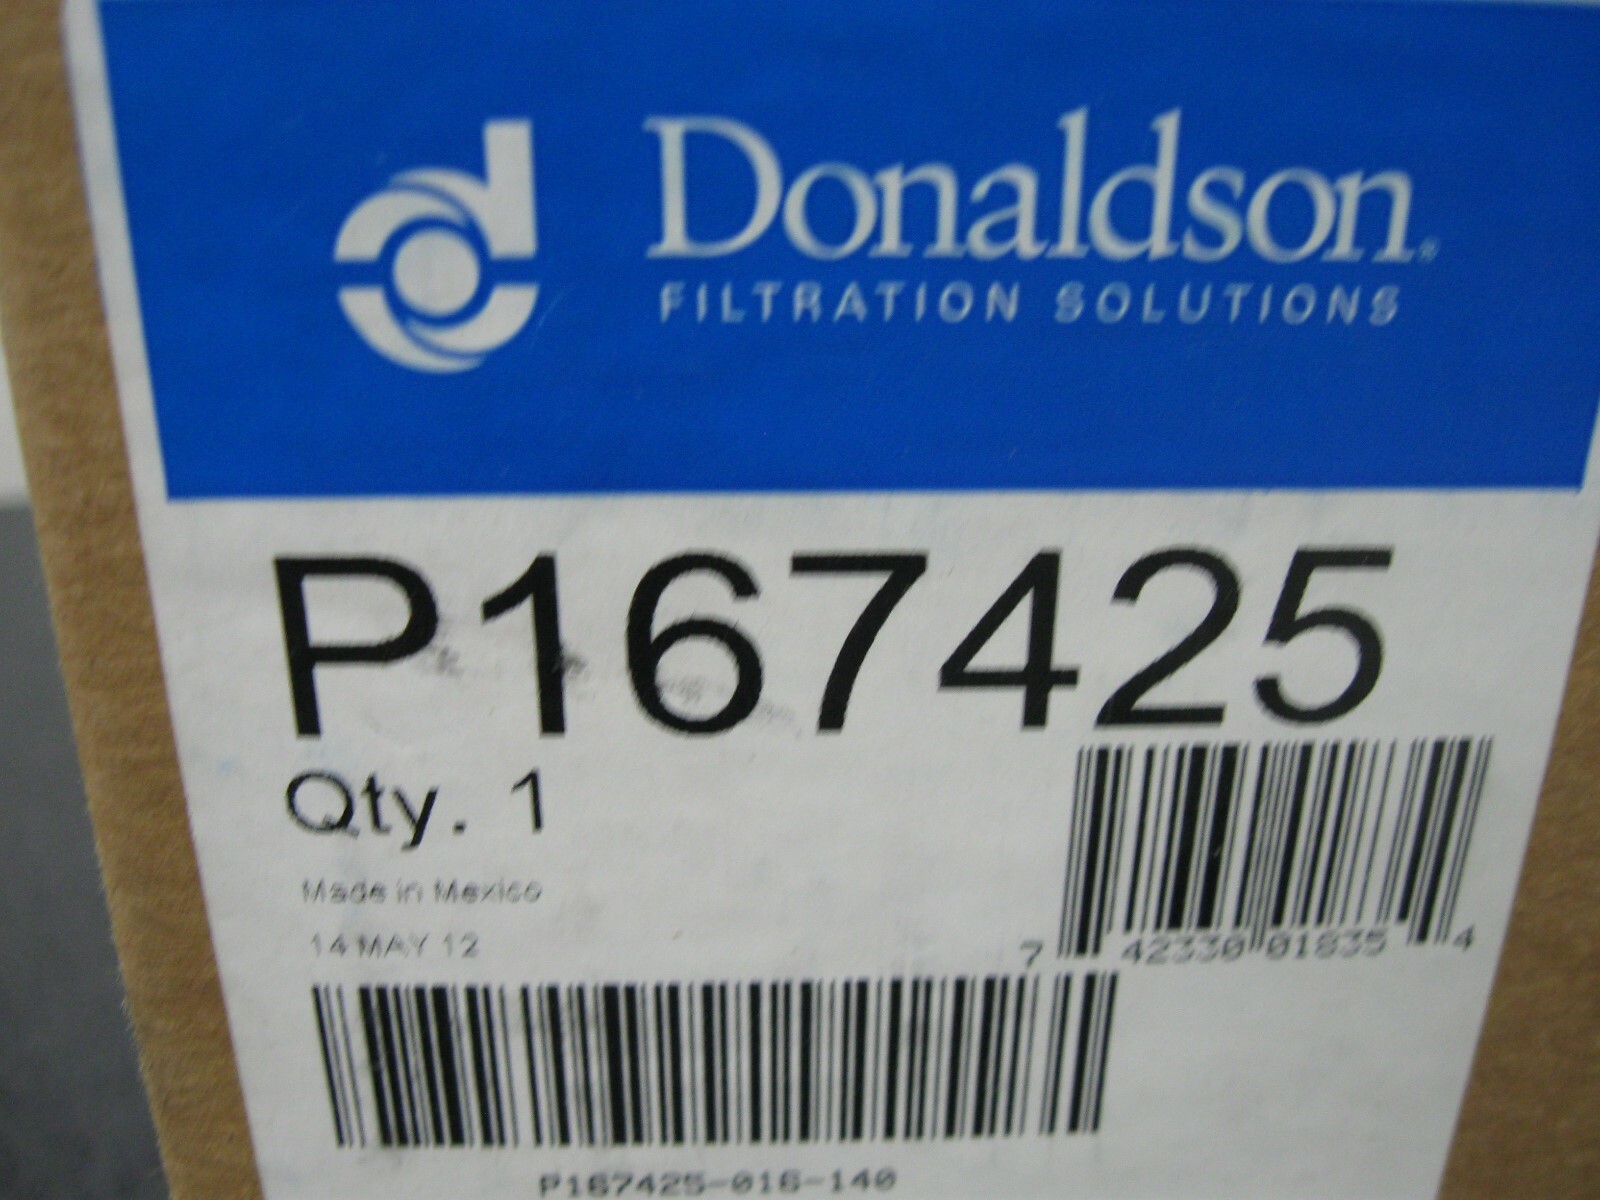 Donaldson®
FILTRATION SOLUTIONS
P167425
Qty. 1
Made in Mexico
14 MAY 12
7 42330 01835 4
P167425-016-140